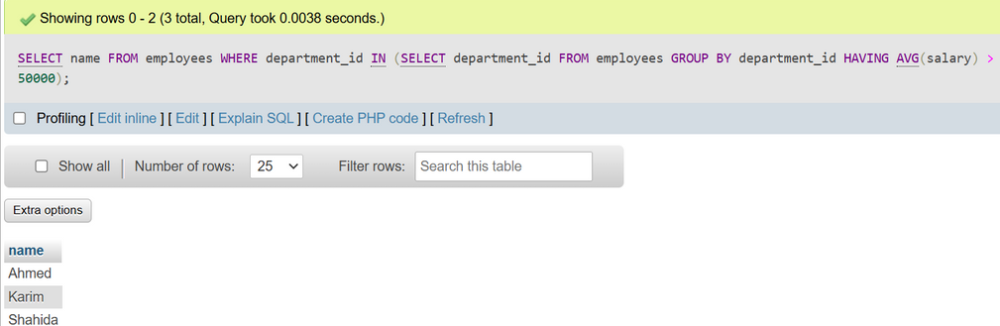 Showing rows 0 - 2 (3 total, Query took 0.0038 seconds.)
SELECT name FROM employees WHERE department_id IN (SELECT department_id FROM employees GROUP BY department_id HAVING AVG(salary) >
50000);
Profiling [ Edit inline ] [ Edit ] [ Explain SQL ] [ Create PHP code ] [ Refresh ]
Show all Number of rows: 25 Filter rows: Search this table
Extra options
name
Ahmed
Karim
Shahida